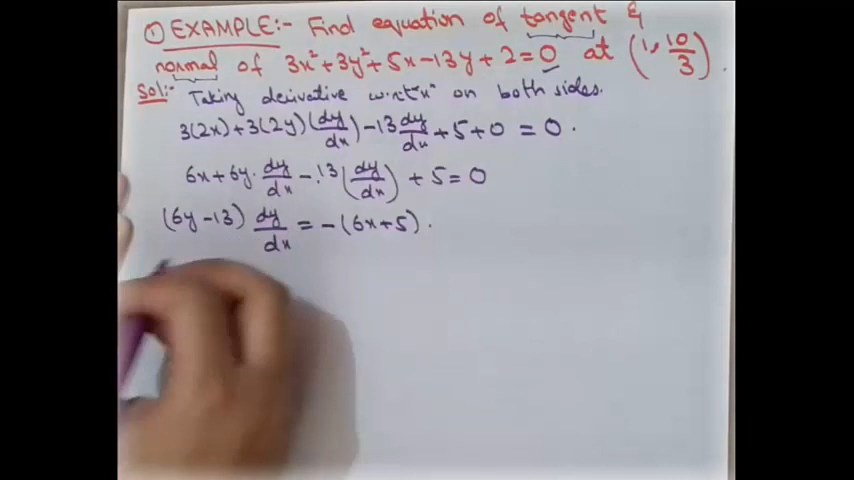 ① EXAMPLE:- Find equation of tangent &
normal of 3x²+3y²+5x-13y+2=0 at (1, 10/3).
Sol:- Taking derivative w.r.t "x" on both sides.
3(2x)+3(2y)(dy/dx)-13 dy/dx +5+0 = 0.
6x+6y·dy/dx -13(dy/dx) +5=0
(6y-13) dy/dx = -(6x+5).